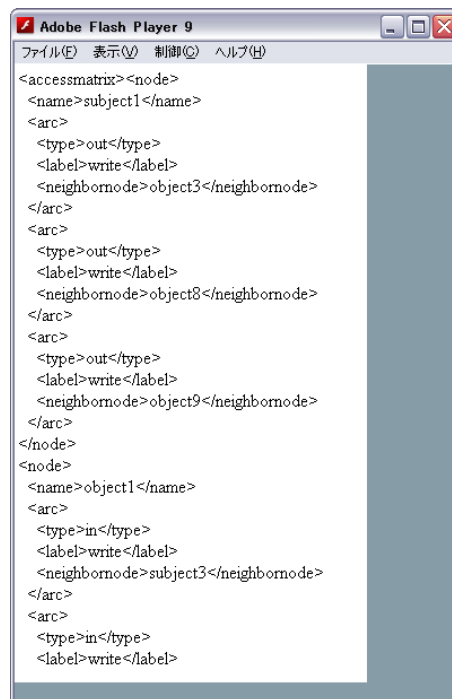 Adobe Flash Player 9
ファイル(F) 表示(V) 制御(C) ヘルプ(H)
<accessmatrix><node>
<name>subject1</name>
<arc>
<type>out</type>
<label>write</label>
<neighbornode>object3</neighbornode>
</arc>
<arc>
<type>out</type>
<label>write</label>
<neighbornode>object8</neighbornode>
</arc>
<arc>
<type>out</type>
<label>write</label>
<neighbornode>object9</neighbornode>
</arc>
</node>
<node>
<name>object1</name>
<arc>
<type>in</type>
<label>write</label>
<neighbornode>subject3</neighbornode>
</arc>
<arc>
<type>in</type>
<label>write</label>